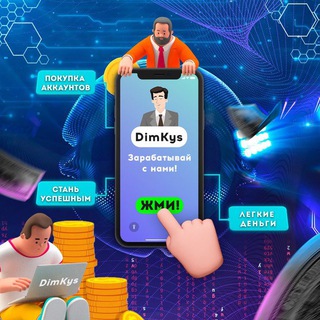 ПОКУПКА
АККАУНТОВ
DimKys
Зарабатывай
с нами!
СТАНЬ
УСПЕШНЫМ
ЖМИ!
ЛЕГКИЕ
ДЕНЬГИ
DimKys